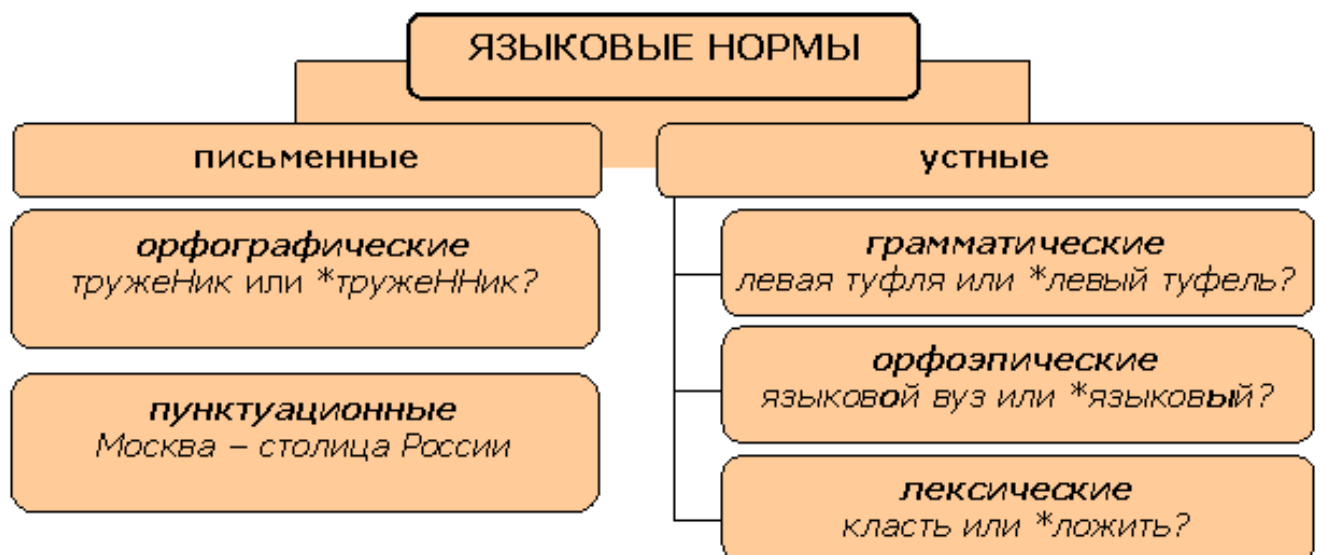 ЯЗЫКОВЫЕ НОРМЫ
письменные
орфографические
тружеНик или *тружеННик?
пунктуационные
Москва – столица России
устные
грамматические
левая туфля или *левый туфель?
орфоэпические
языковой вуз или *языковый?
лексические
класть или *ложить?